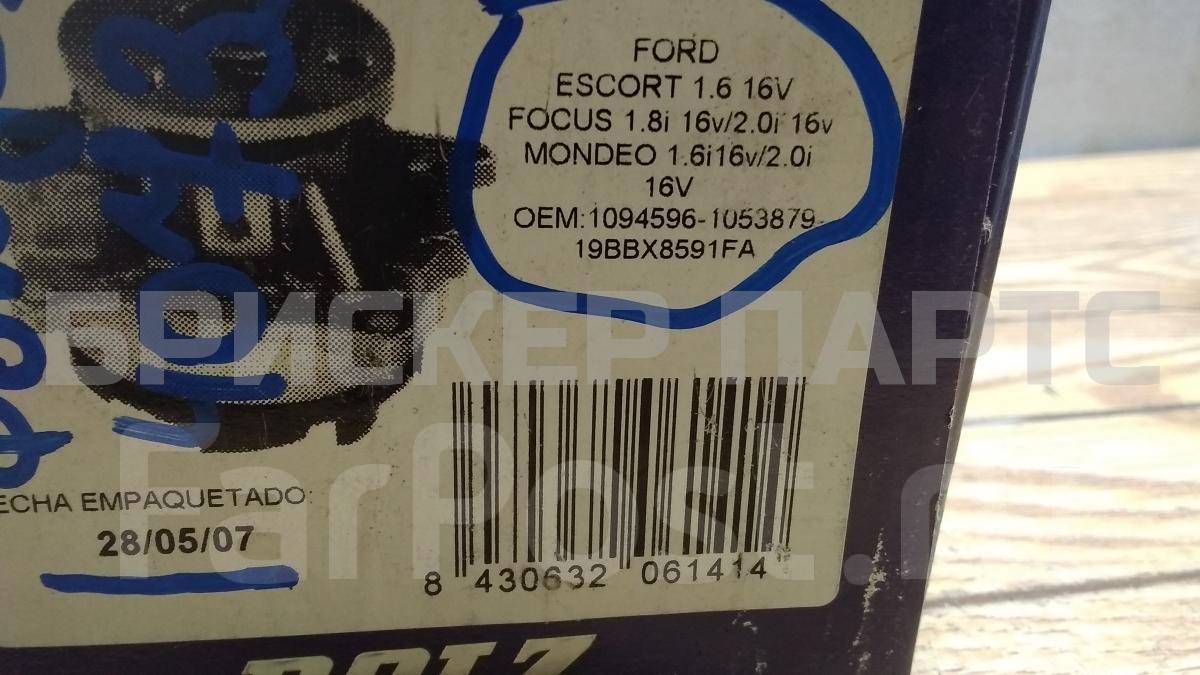 FORD
ESCORT 1.6 16V
FOCUS 1.8i 16v/2.0i 16v
MONDEO 1.6i16v/2.0i
16V
OEM:1094596-1053879-
19BBX8591FA
БРИСКЕР ПАРТС
FarPost.
ECHA EMPAQUETADO:
28/05/07
8 430632 061414
DOLZ